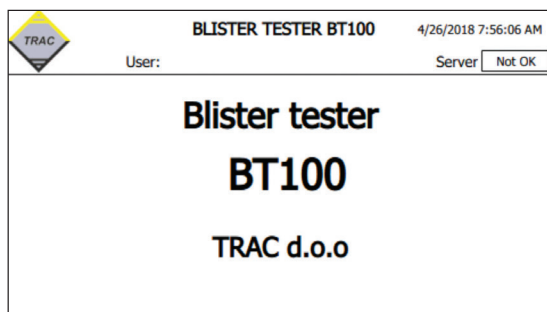 TRAC
BLISTER TESTER BT100
4/26/2018 7:56:06 AM
User:
Server Not OK
Blister tester
BT100
TRAC d.o.o